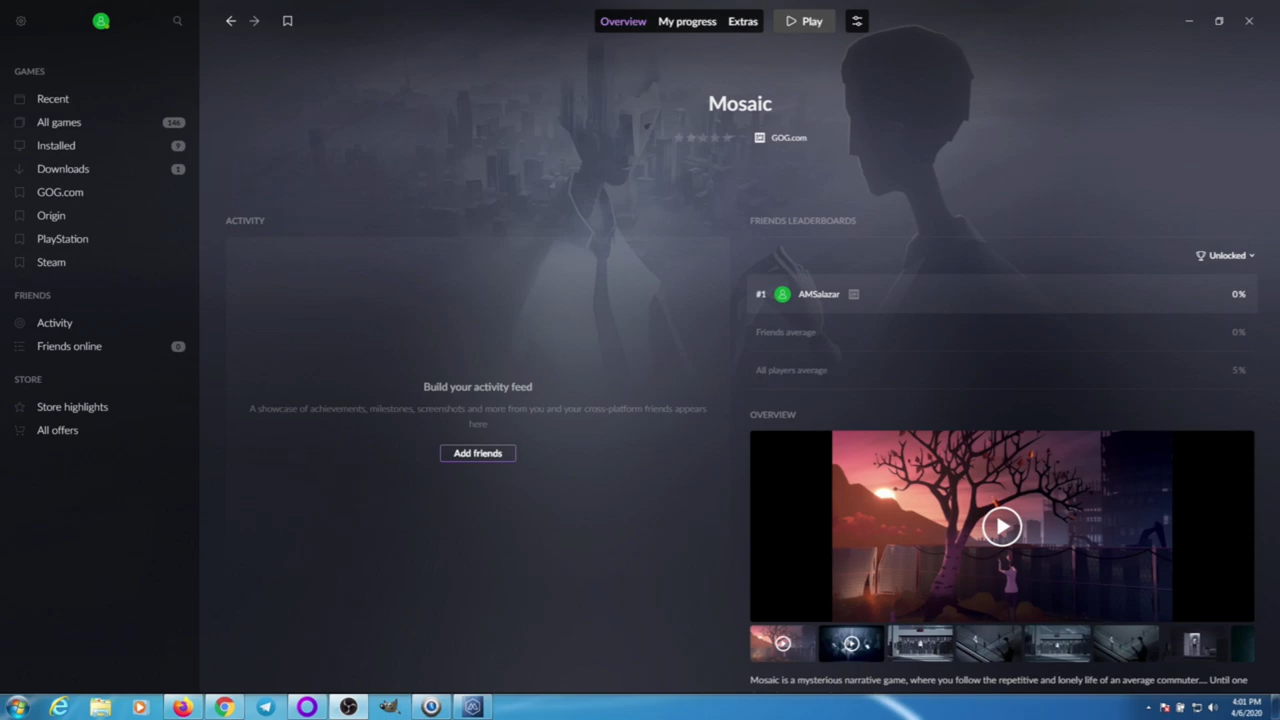 Overview My progress Extras Play
GAMES
Recent
All games 146
Installed 9
Downloads 1
GOG.com
Origin
PlayStation
Steam
FRIENDS
Activity
Friends online 0
STORE
Store highlights
All offers
Mosaic
GOG.com
ACTIVITY
Build your activity feed
A showcase of achievements, milestones, screenshots and more from you and your cross-platform friends appears
here
Add friends
FRIENDS LEADERBOARDS
Unlocked
#1 AMSalazar 0%
Friends average 0%
All players average 5%
OVERVIEW
Mosaic is a mysterious narrative game, where you follow the repetitive and lonely life of an average commuter.... Until one
4:01 PM
4/6/2020